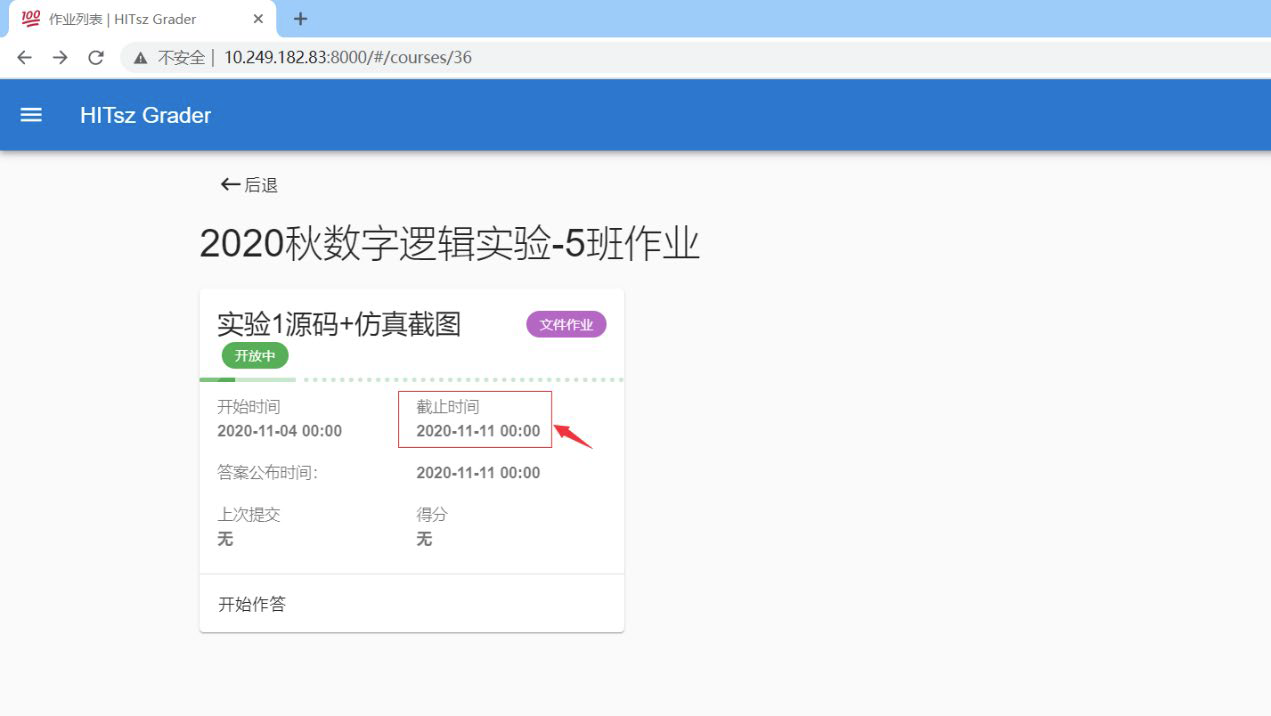 作业列表 | HITsz Grader
不安全 | 10.249.182.83:8000/#/courses/36
HITsz Grader
后退
2020秋数字逻辑实验-5班作业
实验1源码+仿真截图 文件作业
开放中
开始时间 截止时间
2020-11-04 00:00 2020-11-11 00:00
答案公布时间: 2020-11-11 00:00
上次提交 得分
无 无
开始作答